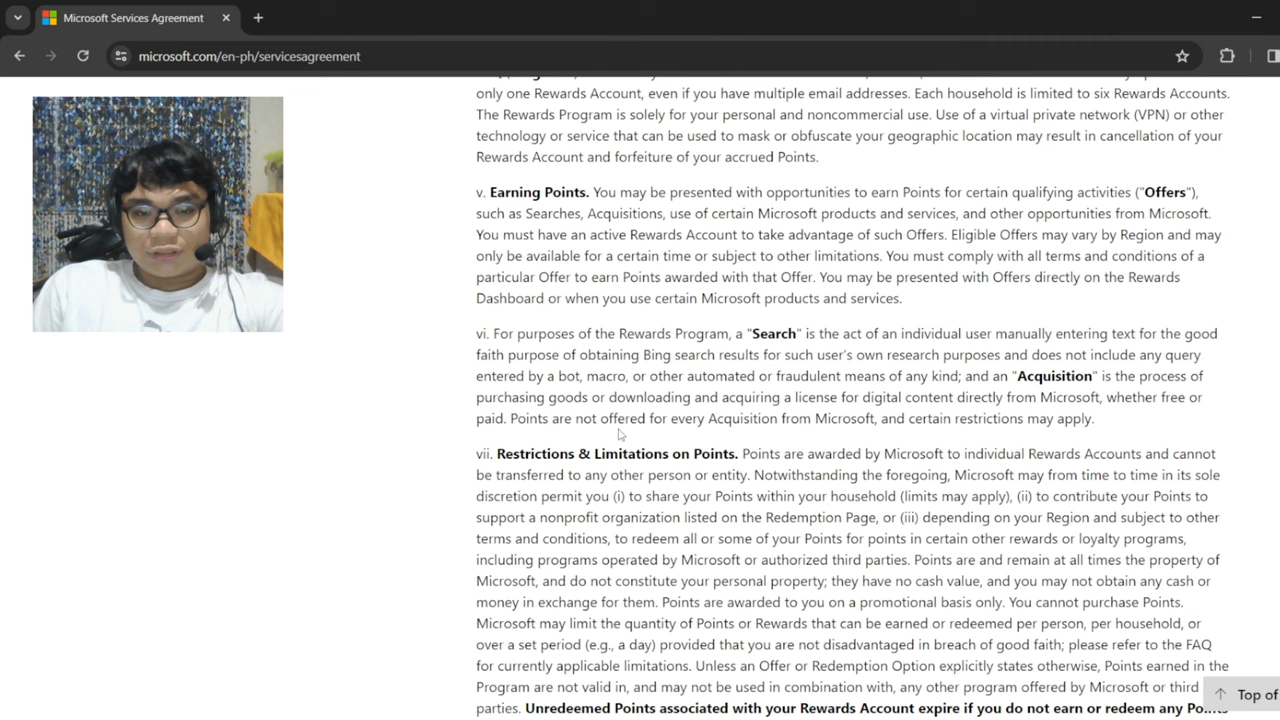 Microsoft Services Agreement
microsoft.com/en-ph/servicesagreement
only one Rewards Account, even if you have multiple email addresses. Each household is limited to six Rewards Accounts.
The Rewards Program is solely for your personal and noncommercial use. Use of a virtual private network (VPN) or other
technology or service that can be used to mask or obfuscate your geographic location may result in cancellation of your
Rewards Account and forfeiture of your accrued Points.
v. Earning Points. You may be presented with opportunities to earn Points for certain qualifying activities ("Offers"),
such as Searches, Acquisitions, use of certain Microsoft products and services, and other opportunities from Microsoft.
You must have an active Rewards Account to take advantage of such Offers. Eligible Offers may vary by Region and may
only be available for a certain time or subject to other limitations. You must comply with all terms and conditions of a
particular Offer to earn Points awarded with that Offer. You may be presented with Offers directly on the Rewards
Dashboard or when you use certain Microsoft products and services.
vi. For purposes of the Rewards Program, a "Search" is the act of an individual user manually entering text for the good
faith purpose of obtaining Bing search results for such user's own research purposes and does not include any query
entered by a bot, macro, or other automated or fraudulent means of any kind; and an "Acquisition" is the process of
purchasing goods or downloading and acquiring a license for digital content directly from Microsoft, whether free or
paid. Points are not offered for every Acquisition from Microsoft, and certain restrictions may apply.
vii. Restrictions & Limitations on Points. Points are awarded by Microsoft to individual Rewards Accounts and cannot
be transferred to any other person or entity. Notwithstanding the foregoing, Microsoft may from time to time in its sole
discretion permit you (i) to share your Points within your household (limits may apply), (ii) to contribute your Points to
support a nonprofit organization listed on the Redemption Page, or (iii) depending on your Region and subject to other
terms and conditions, to redeem all or some of your Points for points in certain other rewards or loyalty programs,
including programs operated by Microsoft or authorized third parties. Points are and remain at all times the property of
Microsoft, and do not constitute your personal property; they have no cash value, and you may not obtain any cash or
money in exchange for them. Points are awarded to you on a promotional basis only. You cannot purchase Points.
Microsoft may limit the quantity of Points or Rewards that can be earned or redeemed per person, per household, or
over a set period (e.g., a day) provided that you are not disadvantaged in breach of good faith; please refer to the FAQ
for currently applicable limitations. Unless an Offer or Redemption Option explicitly states otherwise, Points earned in the
Program are not valid in, and may not be used in combination with, any other program offered by Microsoft or third
parties. Unredeemed Points associated with your Rewards Account expire if you do not earn or redeem any Points
Top of